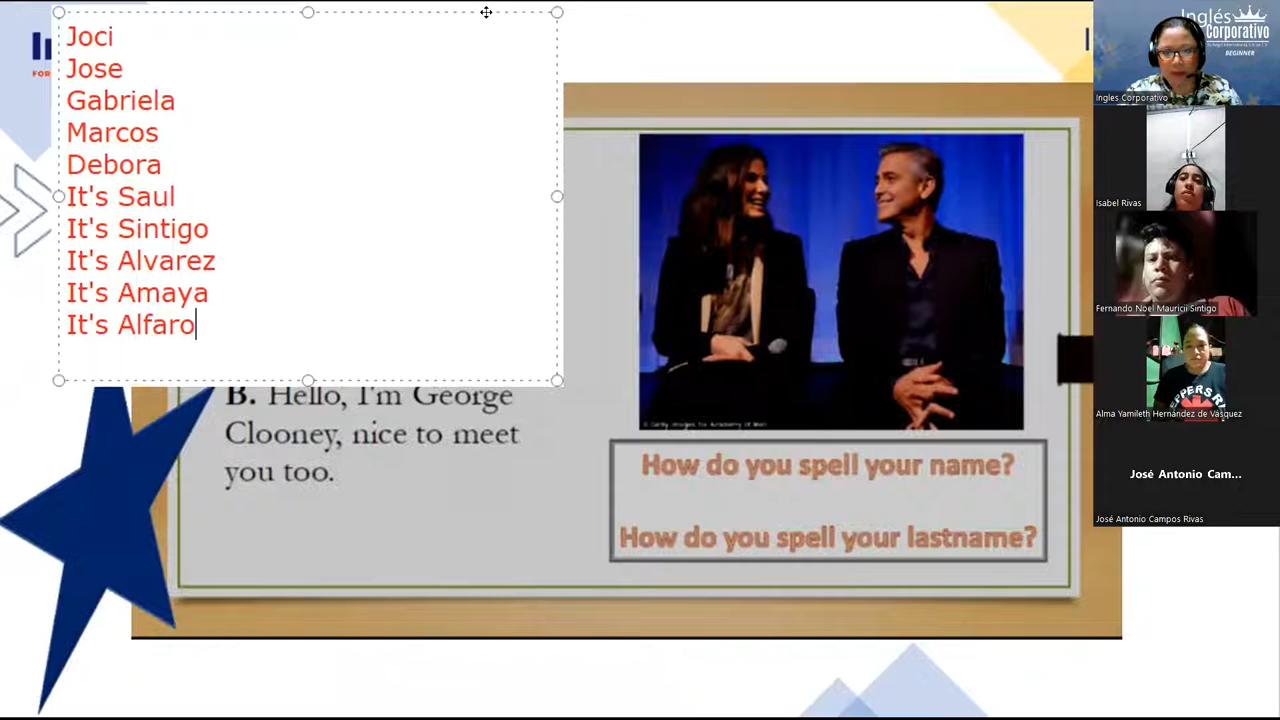 Joci
Jose
Gabriela
Marcos
Debora
It's Saul
It's Sintigo
It's Alvarez
It's Amaya
It's Alfaro
B. Hello, I'm George
Clooney, nice to meet
you too.
How do you spell your name?
How do you spell your lastname?
Inglés
Corporativo
BEGINNER
Ingles Corporativo
Isabel Rivas
Fernando Noel Mauricii Sintigo
Alma Yamileth Hernández de Vásquez
José Antonio Cam...
José Antonio Campos Rivas